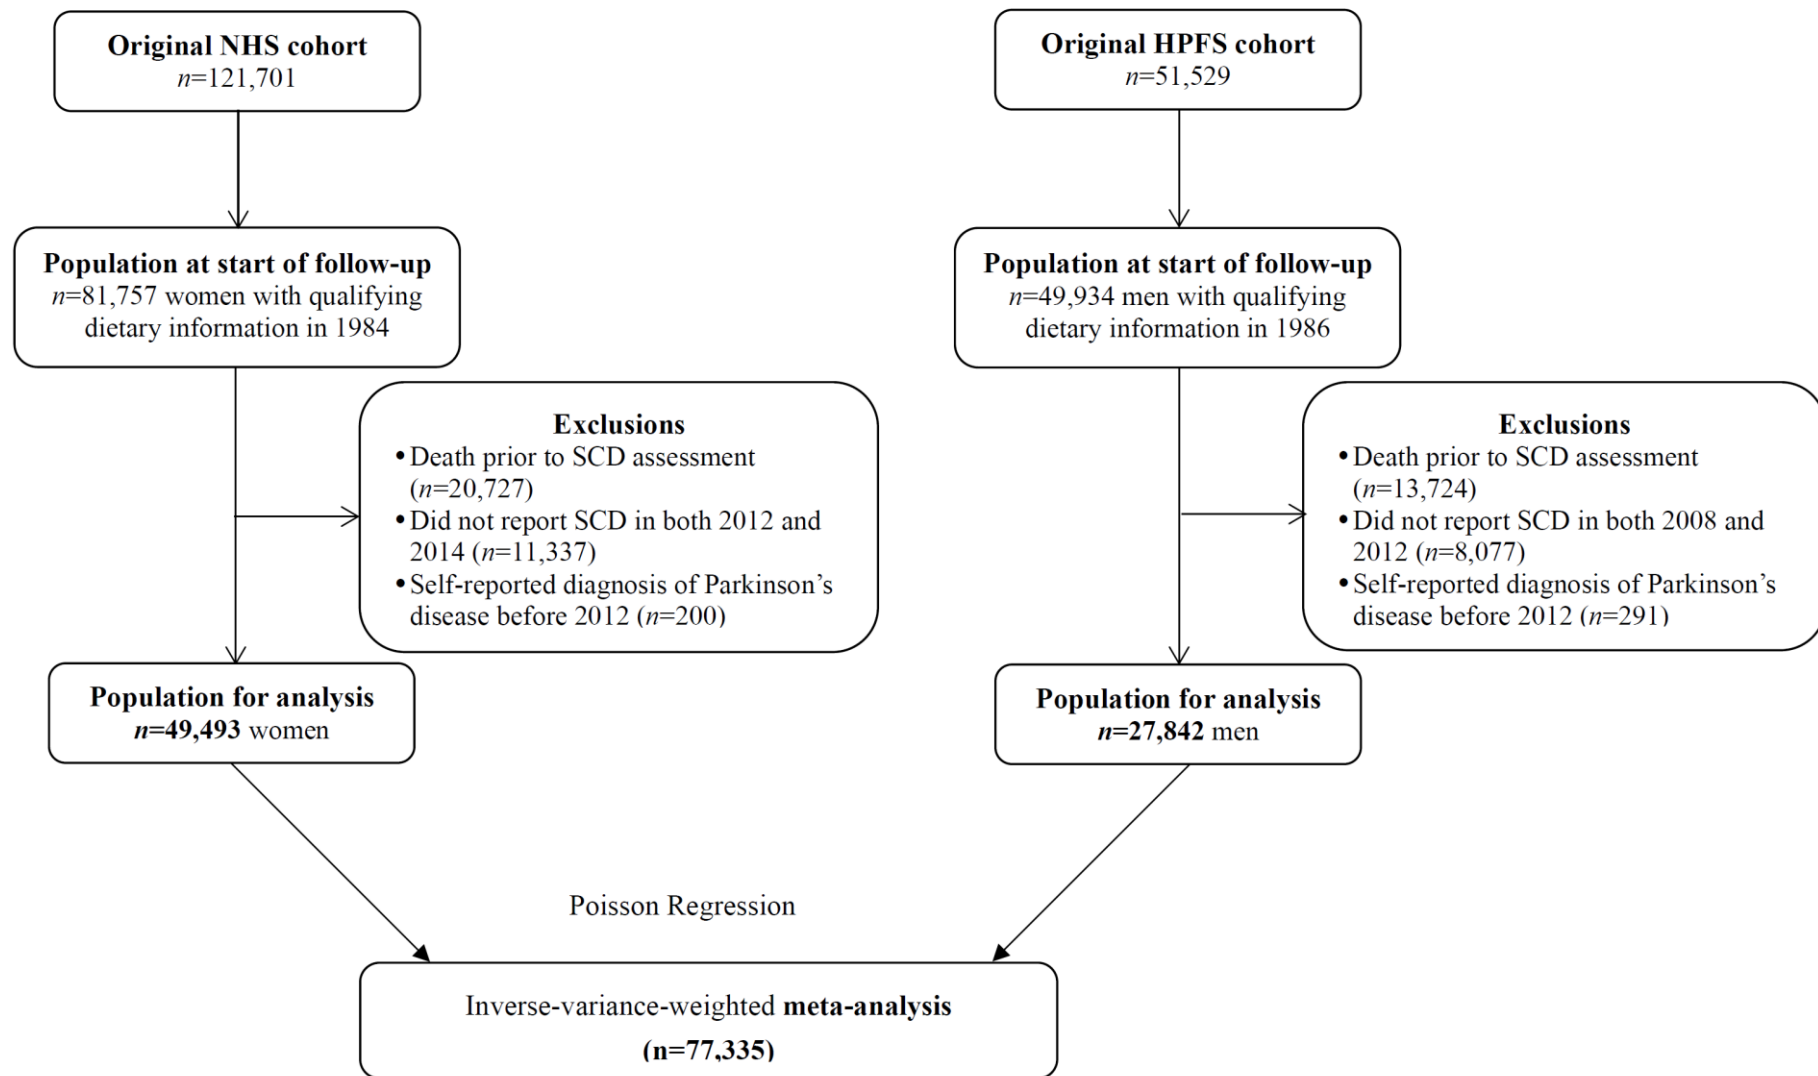 Original NHS cohort
n=121,701
Original HPFS cohort
n=51,529
Population at start of follow-up
n=81,757 women with qualifying
dietary information in 1984
Population at start of follow-up
n=49,934 men with qualifying
dietary information in 1986
Exclusions
• Death prior to SCD assessment
(n=20,727)
• Did not report SCD in both 2012 and
2014 (n=11,337)
• Self-reported diagnosis of Parkinson’s
disease before 2012 (n=200)
Exclusions
• Death prior to SCD assessment
(n=13,724)
• Did not report SCD in both 2008 and
2012 (n=8,077)
• Self-reported diagnosis of Parkinson’s
disease before 2012 (n=291)
Population for analysis
n=49,493 women
Population for analysis
n=27,842 men
Poisson Regression
Inverse-variance-weighted meta-analysis
(n=77,335)